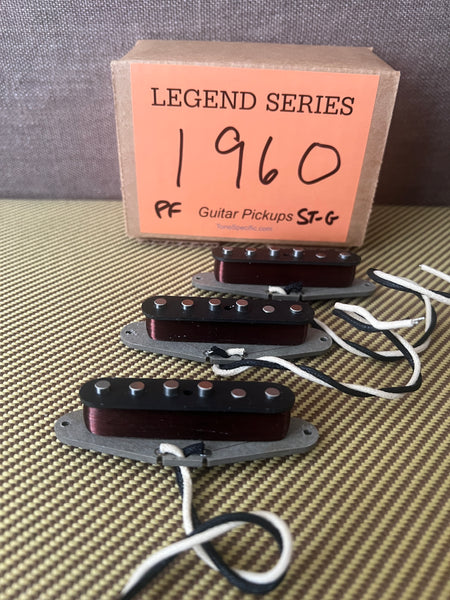 LEGEND SERIES
1960
PF Guitar Pickups ST-G
ToneSpecific.com